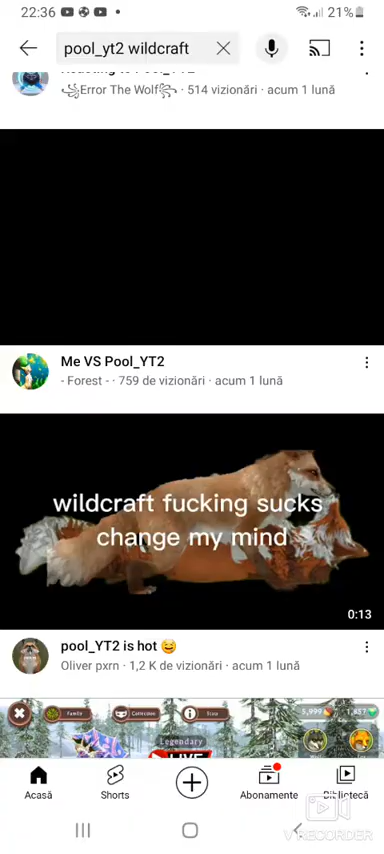 22:36 21%
pool_yt2 wildcraft
꧁Error The Wolf꧂ · 514 vizionări · acum 1 lună
Me VS Pool_YT2
- Forest - · 759 de vizionări · acum 1 lună
wildcraft fucking sucks
change my mind
0:13
pool_YT2 is hot 😅
Oliver pxrn · 1,2 K de vizionări · acum 1 lună
Legendary
LIVE
Acasă Shorts Abonamente Bibliotecă
V RECORDER